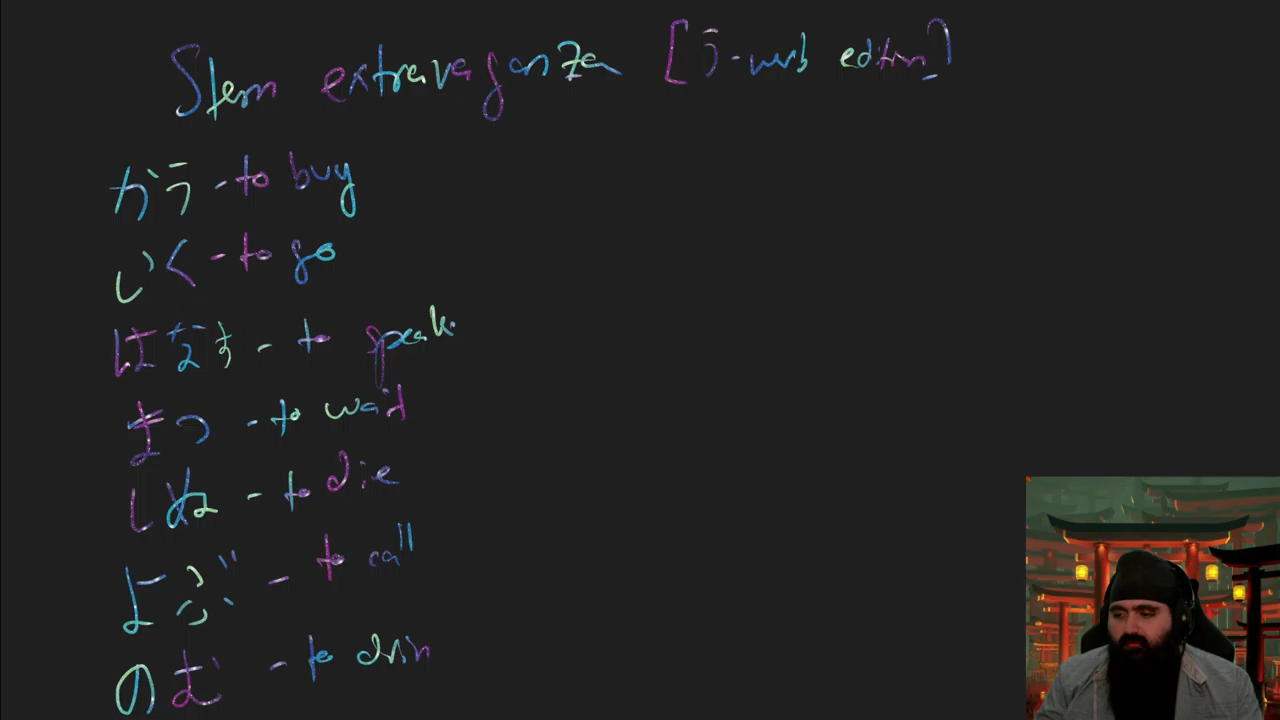 Stem extravaganza [う-verb edition]
かう - to buy
いく - to go
はなす - to speak
まつ - to wait
しぬ - to die
よぶ - to call
のむ - to drin